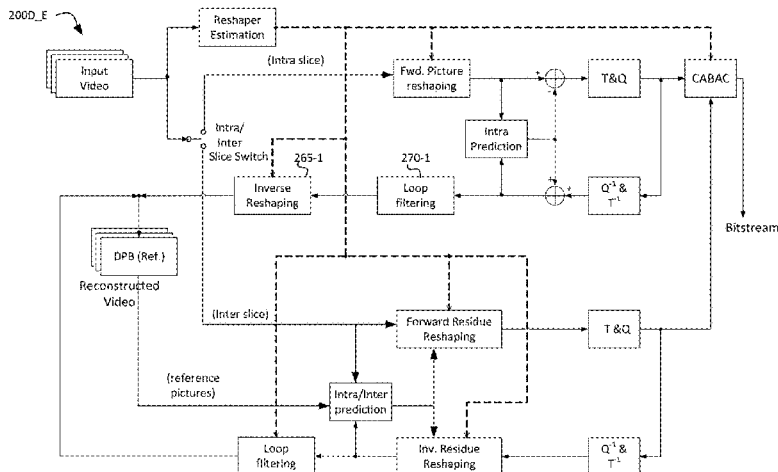 200D_E
Reshaper
Estimation
Input
Video
(Intra slice)
Fwd. Picture
reshaping
T&Q
CABAC
Intra/
Inter
Slice Switch
Intra
Prediction
265-1
270-1
Inverse
Reshaping
Loop
filtering
Q-1 &
T-1
Bitstream
DPB (Ref.)
Reconstructed
Video
(Inter slice)
Forward Residue
Reshaping
T &Q
(reference
pictures)
Intra/Inter
prediction
Loop
filtering
Inv. Residue
Reshaping
Q-1 &
T-1